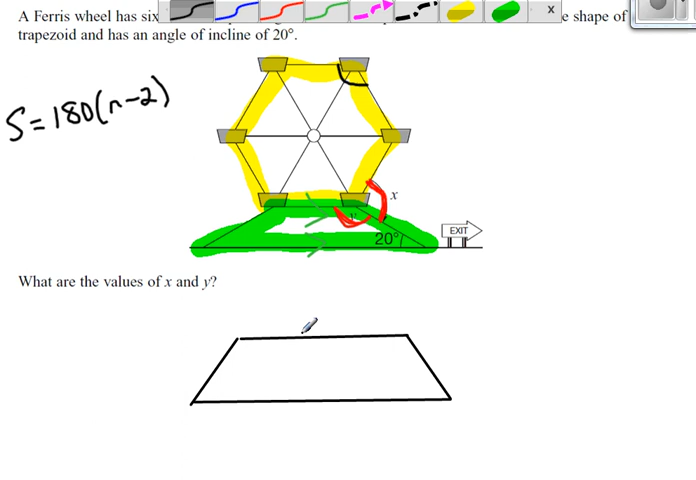 A Ferris wheel has six
e shape of
trapezoid and has an angle of incline of 20°.
S=180(n-2)
x
y
20°
EXIT
What are the values of x and y?